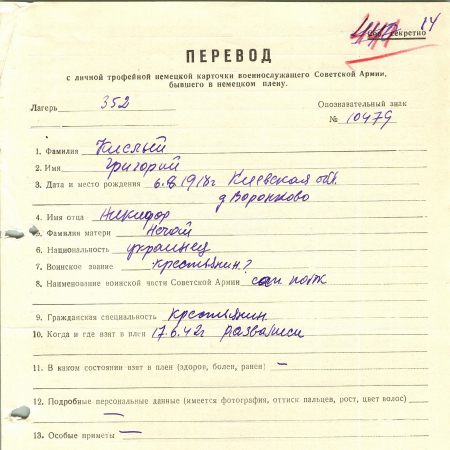 Сов. секретно 14
ПЕРЕВОД
с личной трофейной немецкой карточки военнослужащего Советской Армии,
бывшего в немецком плену.
Лагерь 352 Опознавательный знак
№ 10479
1. Фамилия Кислый
2. Имя Григорий
3. Дата и место рождения 6.8.1918г Киевская обл.
д Воронково
4. Имя отца Никифор
5. Фамилия матери Нечай
6. Национальность украинец
7. Воинское звание крестьянин?
8. Наименование воинской части Советской Армии сап
9. Гражданская специальность крестьянин
10. Когда и где взят в плен 17.6.42г
11. В каком состоянии взят в плен (здоров, болен, ранен) —
12. Подробные персональные данные (имеется фотография, оттиск пальцев, рост, цвет волос)
—
13. Особые приметы —